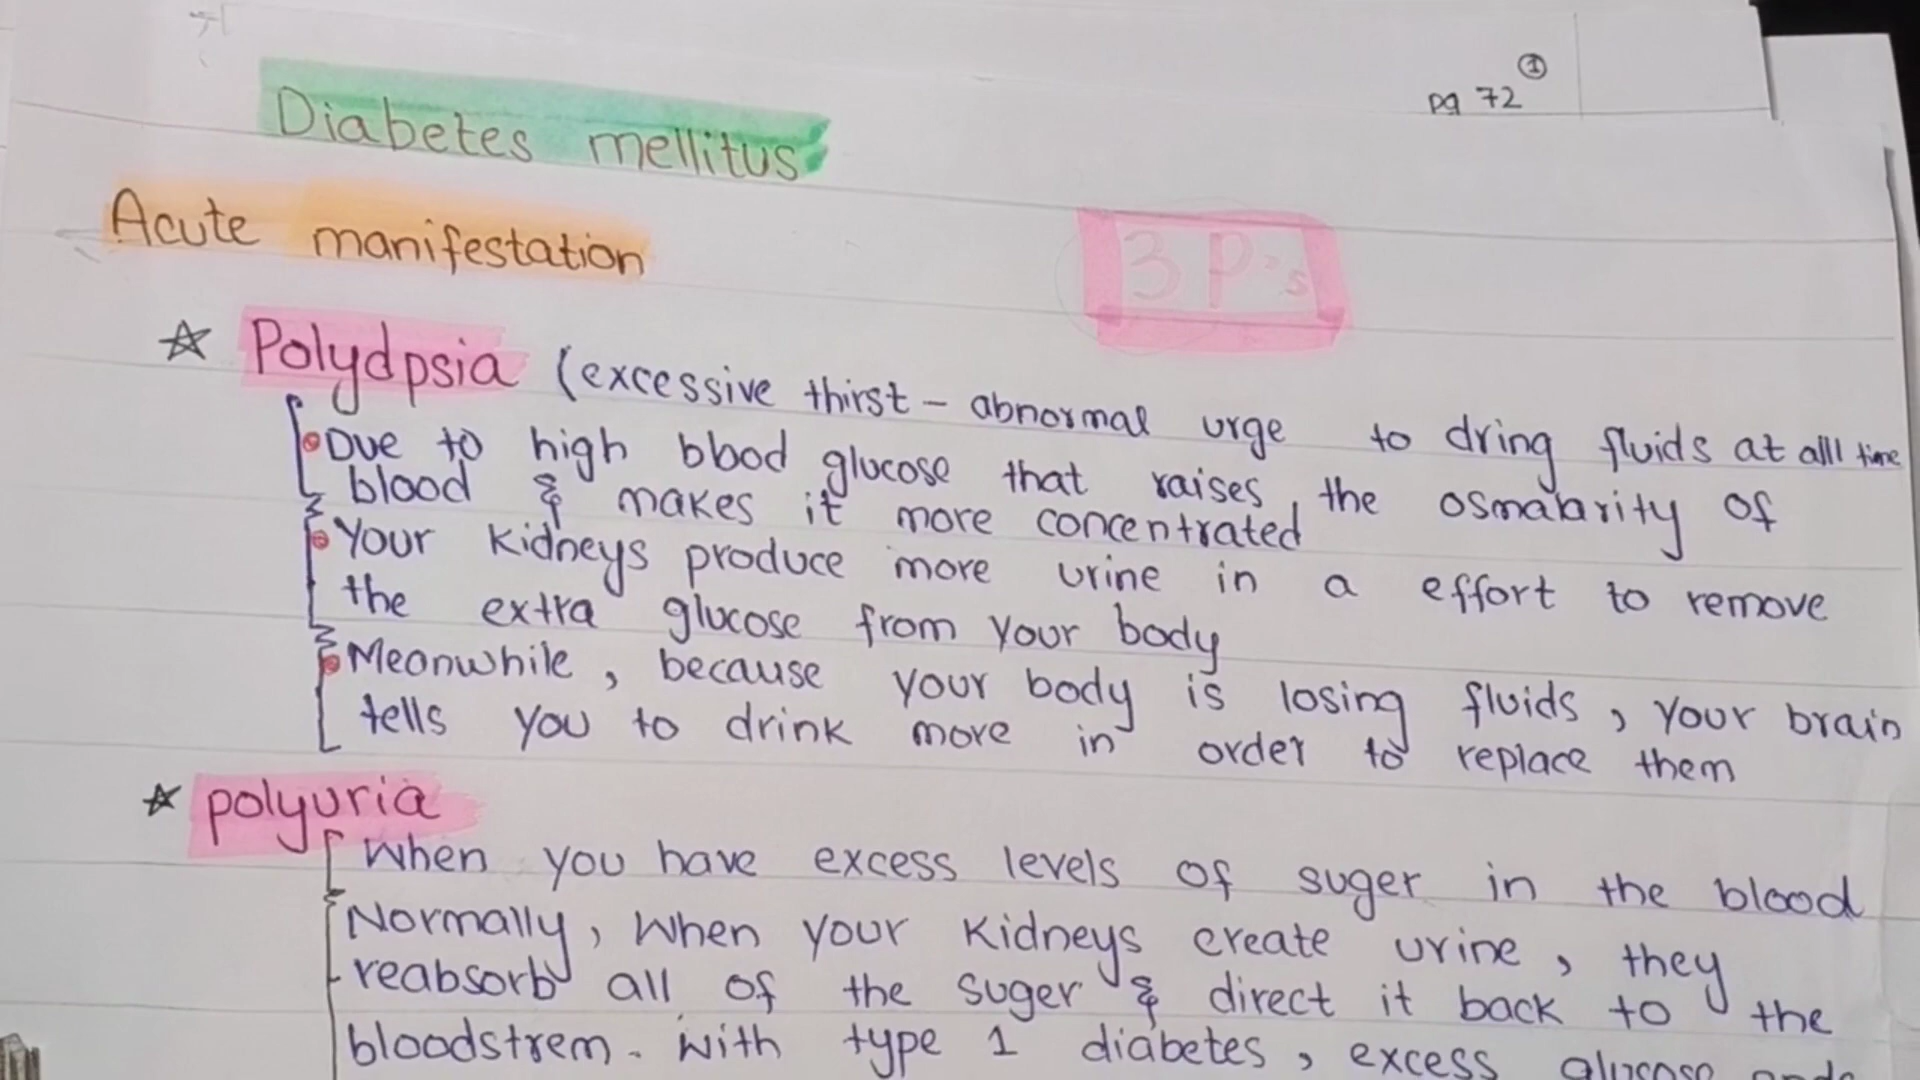 ①
pg 72
Diabetes mellitus
Acute manifestation
3 P's
☆ Polydpsia (excessive thirst - abnormal urge to dring fluids at alll time
Due to high blood glucose that raises, the osmalarity of
blood & makes it more concentrated
Your kidneys produce more urine in a effort to remove
the extra glucose from your body
Meanwhile, because your body is losing fluids, your brain
tells you to drink more in order to replace them
☆ polyuria
When you have excess levels of suger in the blood
Normally, when your kidneys create urine, they
reabsorb all of the suger & direct it back to the
bloodstrem. with type 1 diabetes, excess glucose